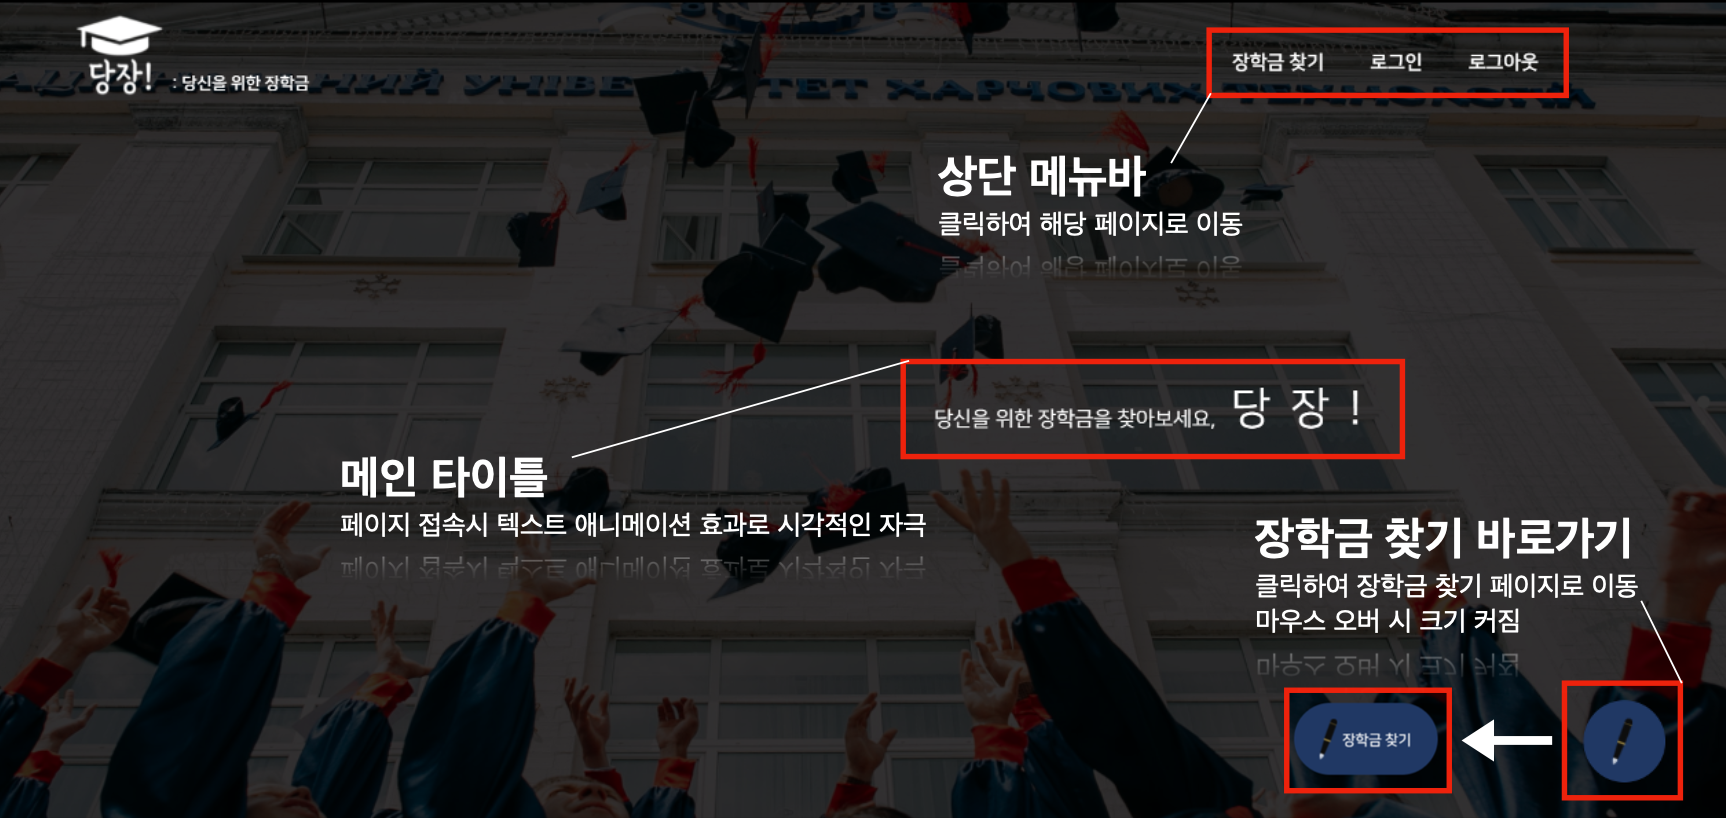 당장!
: 당신을 위한 장학금
장학금 찾기 로그인 로그아웃
상단 메뉴바
클릭하여 해당 페이지로 이동
당신을 위한 장학금을 찾아보세요, 당 장 !
메인 타이틀
페이지 접속시 텍스트 애니메이션 효과로 시각적인 자극
장학금 찾기 바로가기
클릭하여 장학금 찾기 페이지로 이동
마우스 오버 시 크기 커짐
장학금 찾기